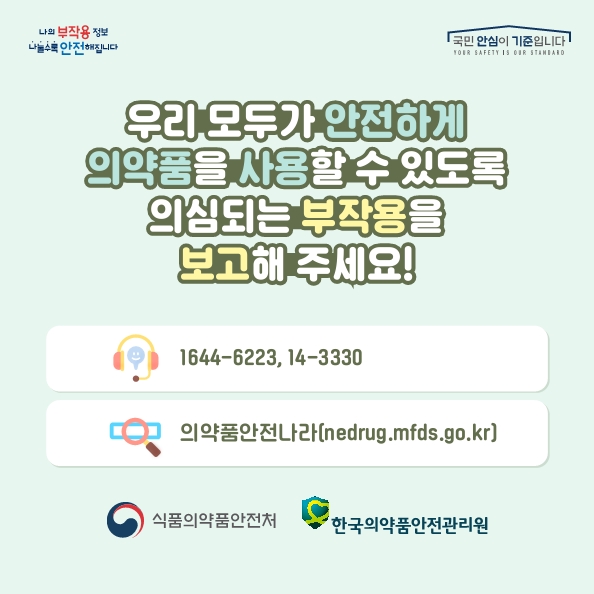 나의 부작용 정보
나눌수록 안전해집니다
국민 안심이 기준입니다
YOUR SAFETY IS OUR STANDARD
우리 모두가 안전하게
의약품을 사용할 수 있도록
의심되는 부작용을
보고해 주세요!
1644-6223, 14-3330
의약품안전나라(nedrug.mfds.go.kr)
식품의약품안전처
한국의약품안전관리원